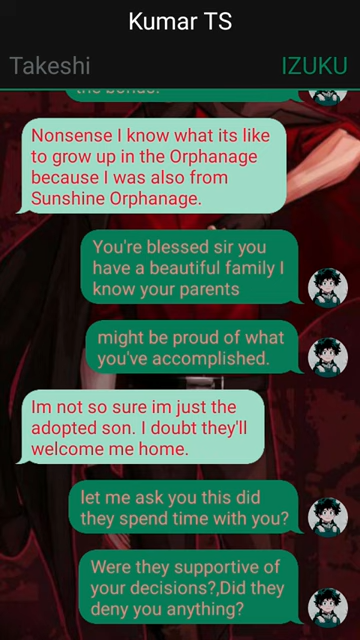 Kumar TS
Takeshi
IZUKU
the bonds.
Nonsense I know what its like
to grow up in the Orphanage
because I was also from
Sunshine Orphanage.
You're blessed sir you
have a beautiful family I
know your parents
might be proud of what
you've accomplished.
Im not so sure im just the
adopted son. I doubt they'll
welcome me home.
let me ask you this did
they spend time with you?
Were they supportive of
your decisions?,Did they
deny you anything?